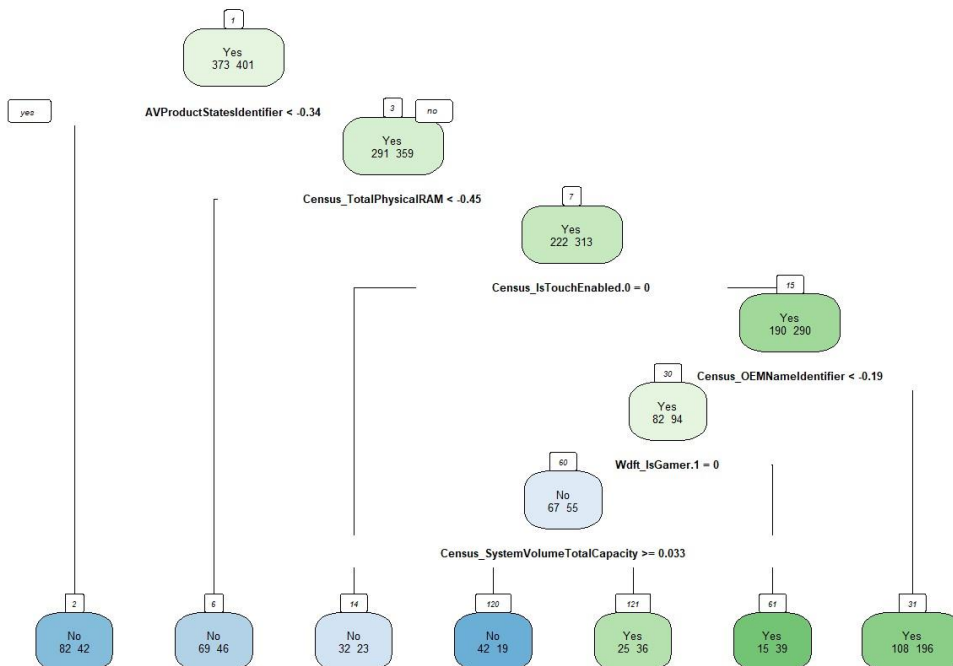 1
Yes
373 401
yes
AVProductStatesIdentifier < -0.34
3
no
Yes
291 359
Census_TotalPhysicalRAM < -0.45
7
Yes
222 313
Census_IsTouchEnabled.0 = 0
15
Yes
190 290
Census_OEMNameIdentifier < -0.19
30
Yes
82 94
Wdft_IsGamer.1 = 0
60
No
67 55
Census_SystemVolumeTotalCapacity >= 0.033
2
No
82 42
6
No
69 46
14
No
32 23
120
No
42 19
121
Yes
25 36
61
Yes
15 39
31
Yes
108 196